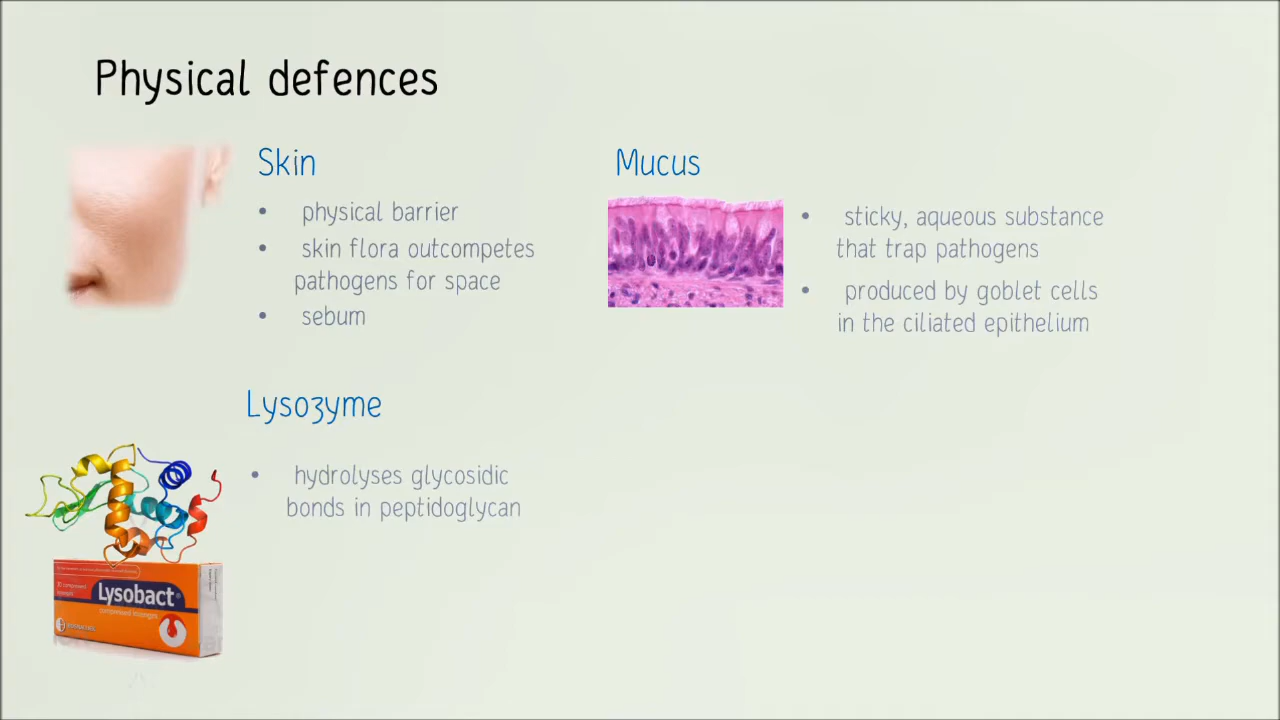 Physical defences
Skin
• physical barrier
• skin flora outcompetes
pathogens for space
• sebum
Mucus
• sticky, aqueous substance
that trap pathogens
• produced by goblet cells
in the ciliated epithelium
Lysozyme
• hydrolyses glycosidic
bonds in peptidoglycan
Lysobact